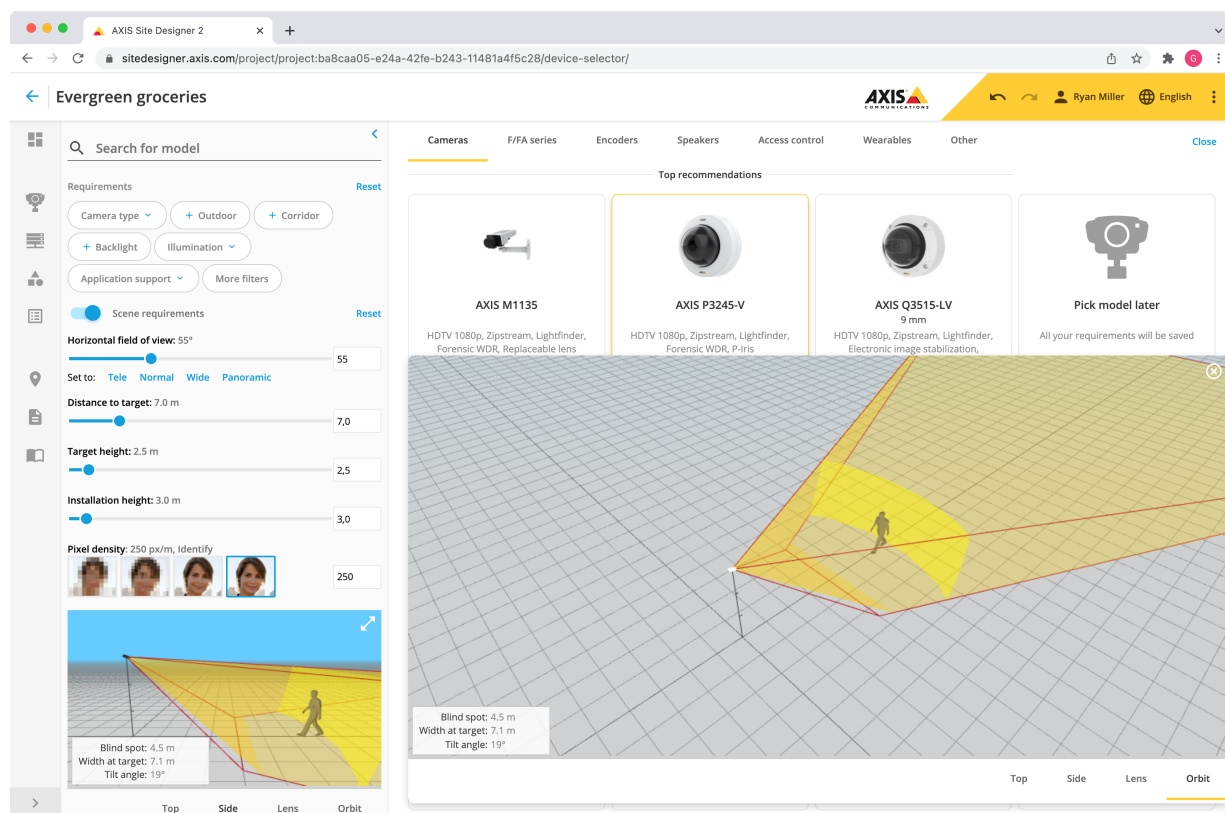 AXIS Site Designer 2
sitedesigner.axis.com/project/project:ba8caa05-e24a-42fe-b243-11481a4f5c28/device-selector/
G
Evergreen groceries
AXIS
COMMUNICATIONS
Ryan Miller
English
Search for model
Requirements
Reset
Camera type
+ Outdoor
+ Corridor
+ Backlight
Illumination
Application support
More filters
Scene requirements
Reset
Horizontal field of view: 55°
55
Set to: Tele Normal Wide Panoramic
Distance to target: 7.0 m
7,0
Target height: 2.5 m
2,5
Installation height: 3.0 m
3,0
Pixel density: 250 px/m, Identify
250
Blind spot: 4.5 m
Width at target: 7.1 m
Tilt angle: 19°
Top Side Lens Orbit
Cameras F/FA series Encoders Speakers Access control Wearables Other
Close
Top recommendations
AXIS M1135
HDTV 1080p, Zipstream, Lightfinder,
Forensic WDR, Replaceable lens
AXIS P3245-V
HDTV 1080p, Zipstream, Lightfinder,
Forensic WDR, P-Iris
AXIS Q3515-LV
9 mm
HDTV 1080p, Zipstream, Lightfinder,
Electronic image stabilization,
Pick model later
All your requirements will be saved
Blind spot: 4.5 m
Width at target: 7.1 m
Tilt angle: 19°
Top Side Lens Orbit